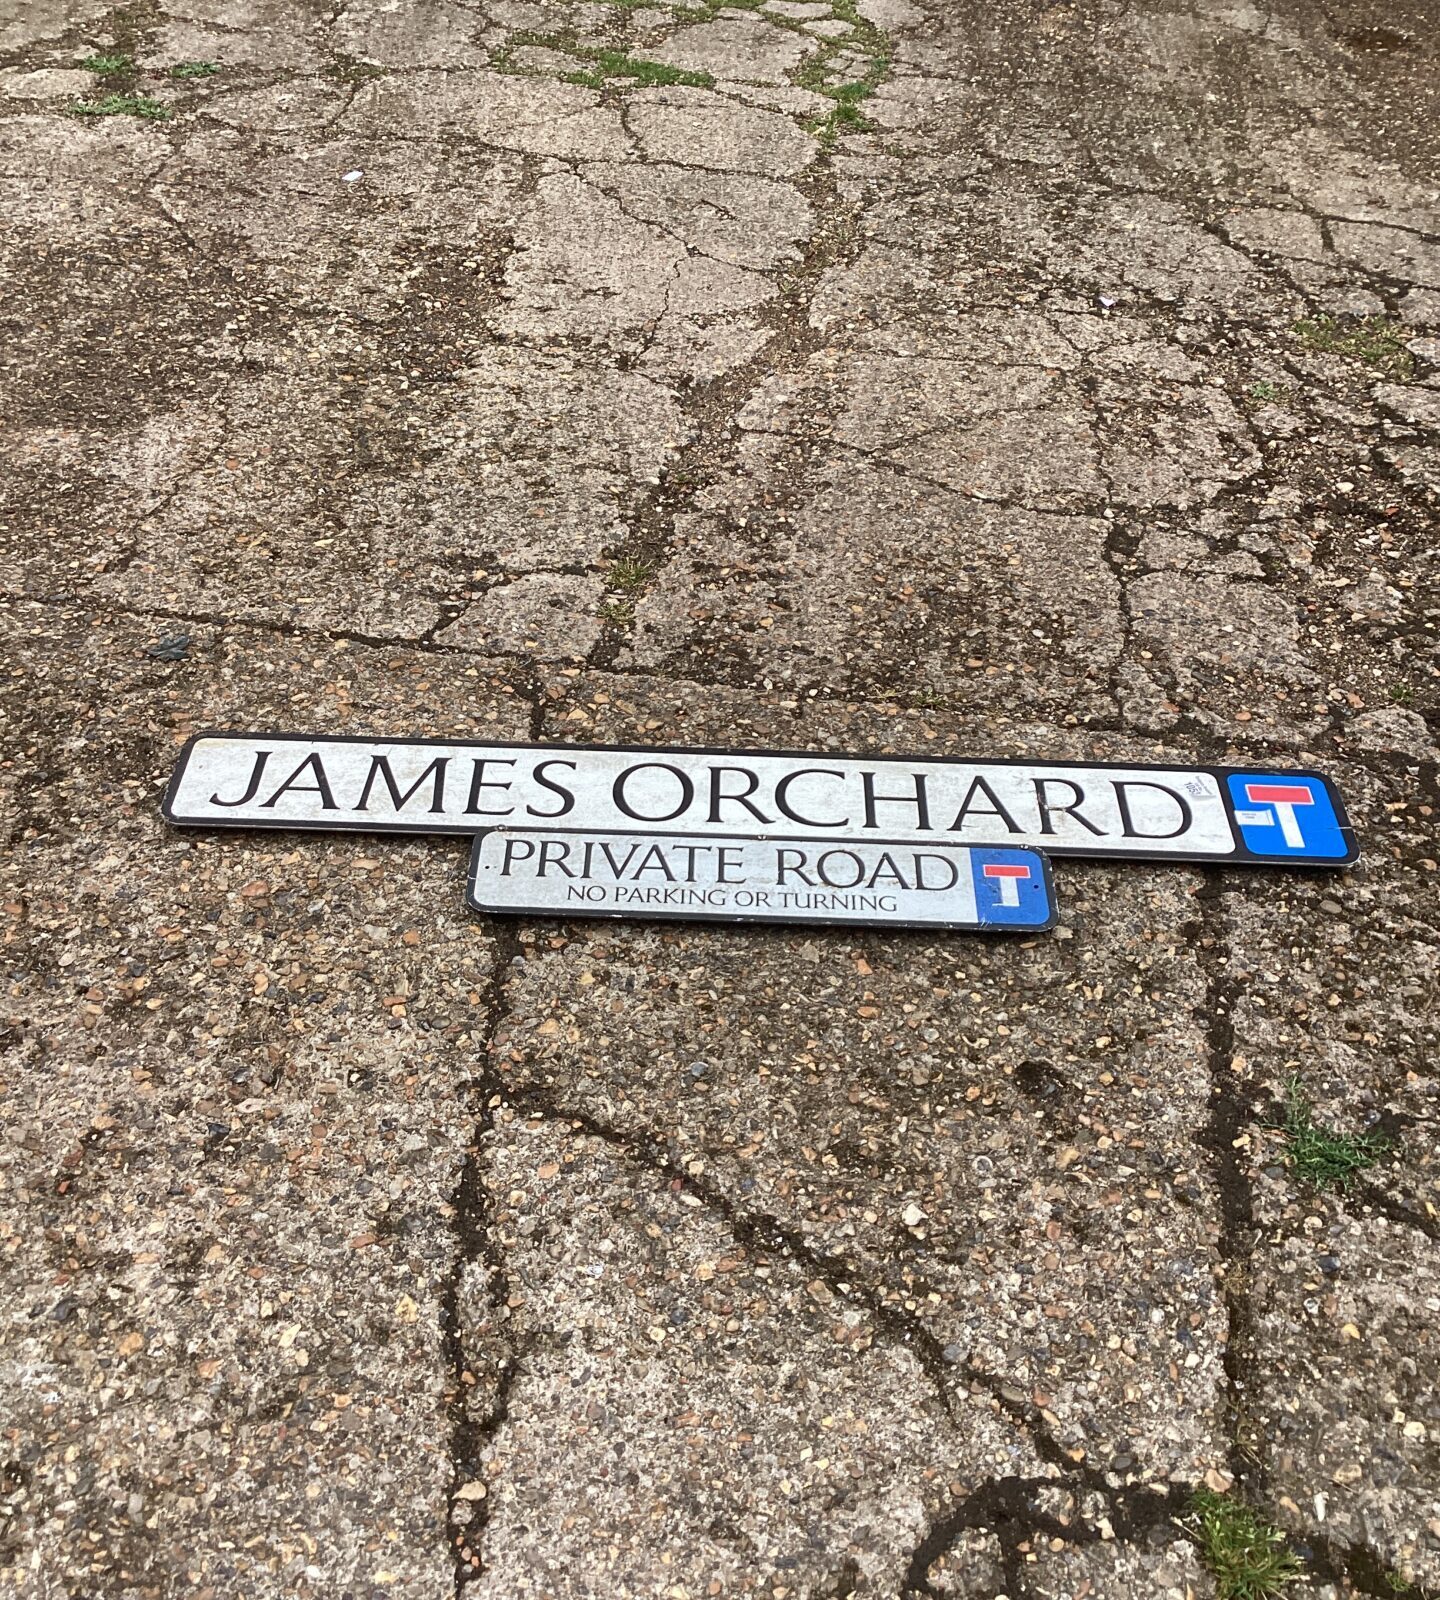 JAMES ORCHARD
PRIVATE ROAD
NO PARKING OR TURNING